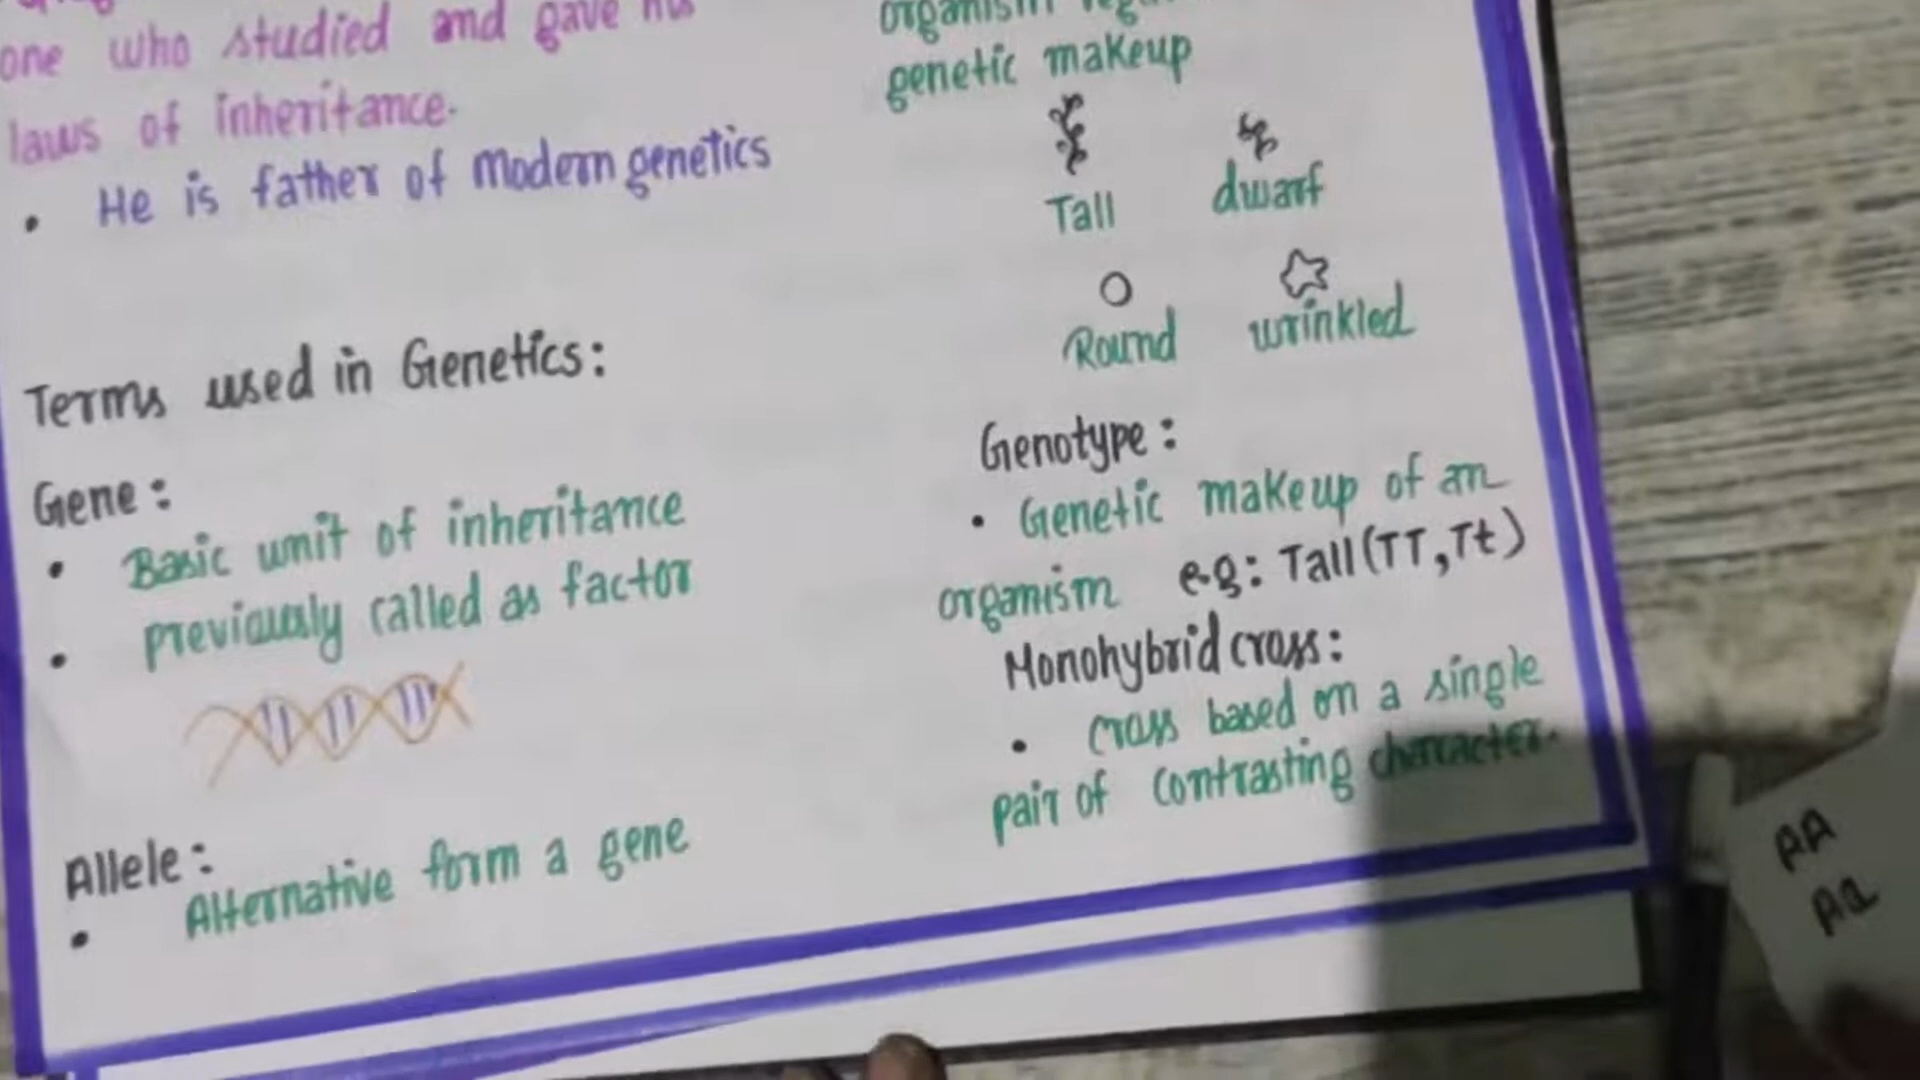 one who studied and gave
laws of inheritance.
• He is father of Modern genetics
Terms used in Genetics:
Gene:
• Basic unit of inheritance
• previously called as factor
Allele:
• Alternative form a gene
organism
genetic makeup
Tall dwarf
Round wrinkled
Genotype:
• Genetic makeup of an
organism e.g: Tall (TT, Tt)
Monohybrid cross:
• cross based on a single
pair of contrasting character.
AA